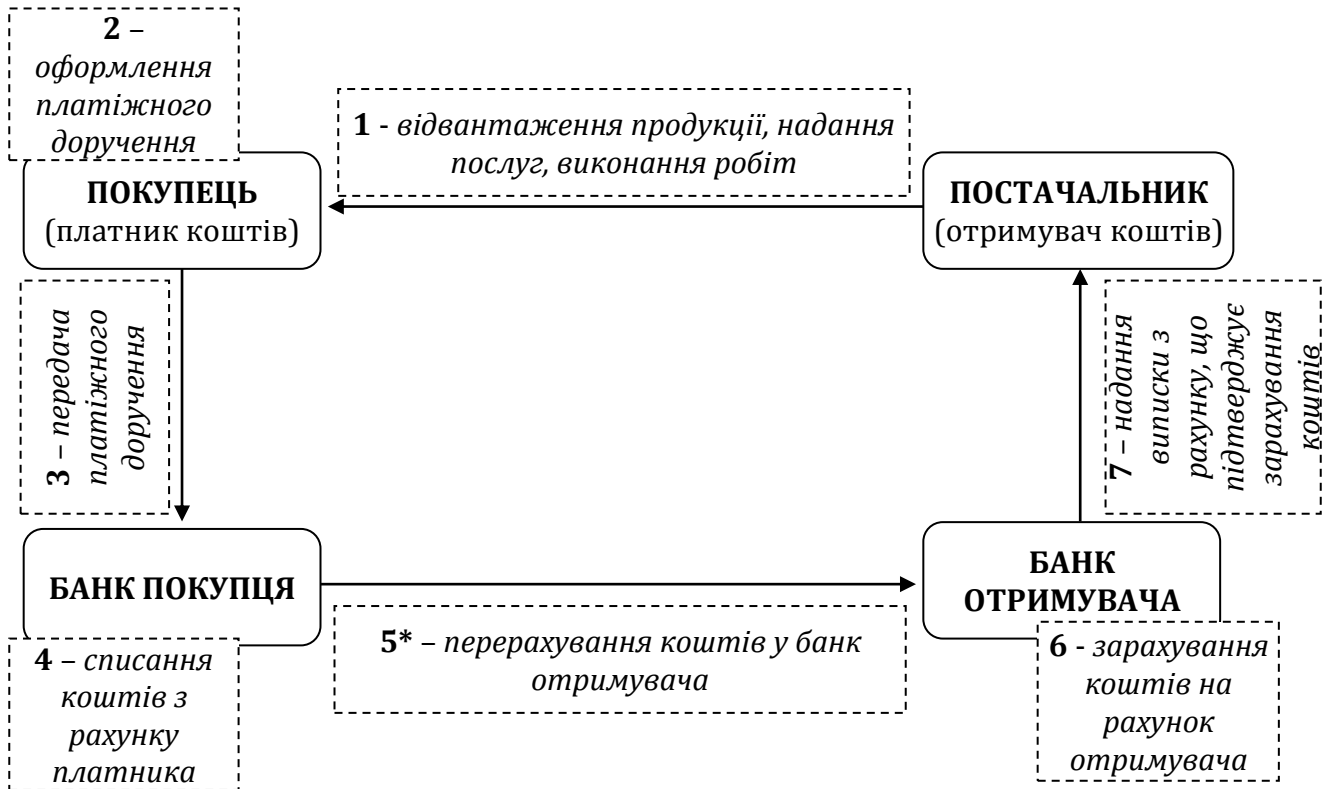 2 –
оформлення
платіжного
доручення
1 - відвантаження продукції, надання
послуг, виконання робіт
ПОКУПЕЦЬ
(платник коштів)
ПОСТАЧАЛЬНИК
(отримувач коштів)
3 – передача
платіжного
доручення
7 – надання
виписки з
рахунку, що
підтверджує
зарахування
коштів
БАНК ПОКУПЦЯ
БАНК
ОТРИМУВАЧА
4 – списання
коштів з
рахунку
платника
5* – перерахування коштів у банк
отримувача
6 - зарахування
коштів на
рахунок
отримувача